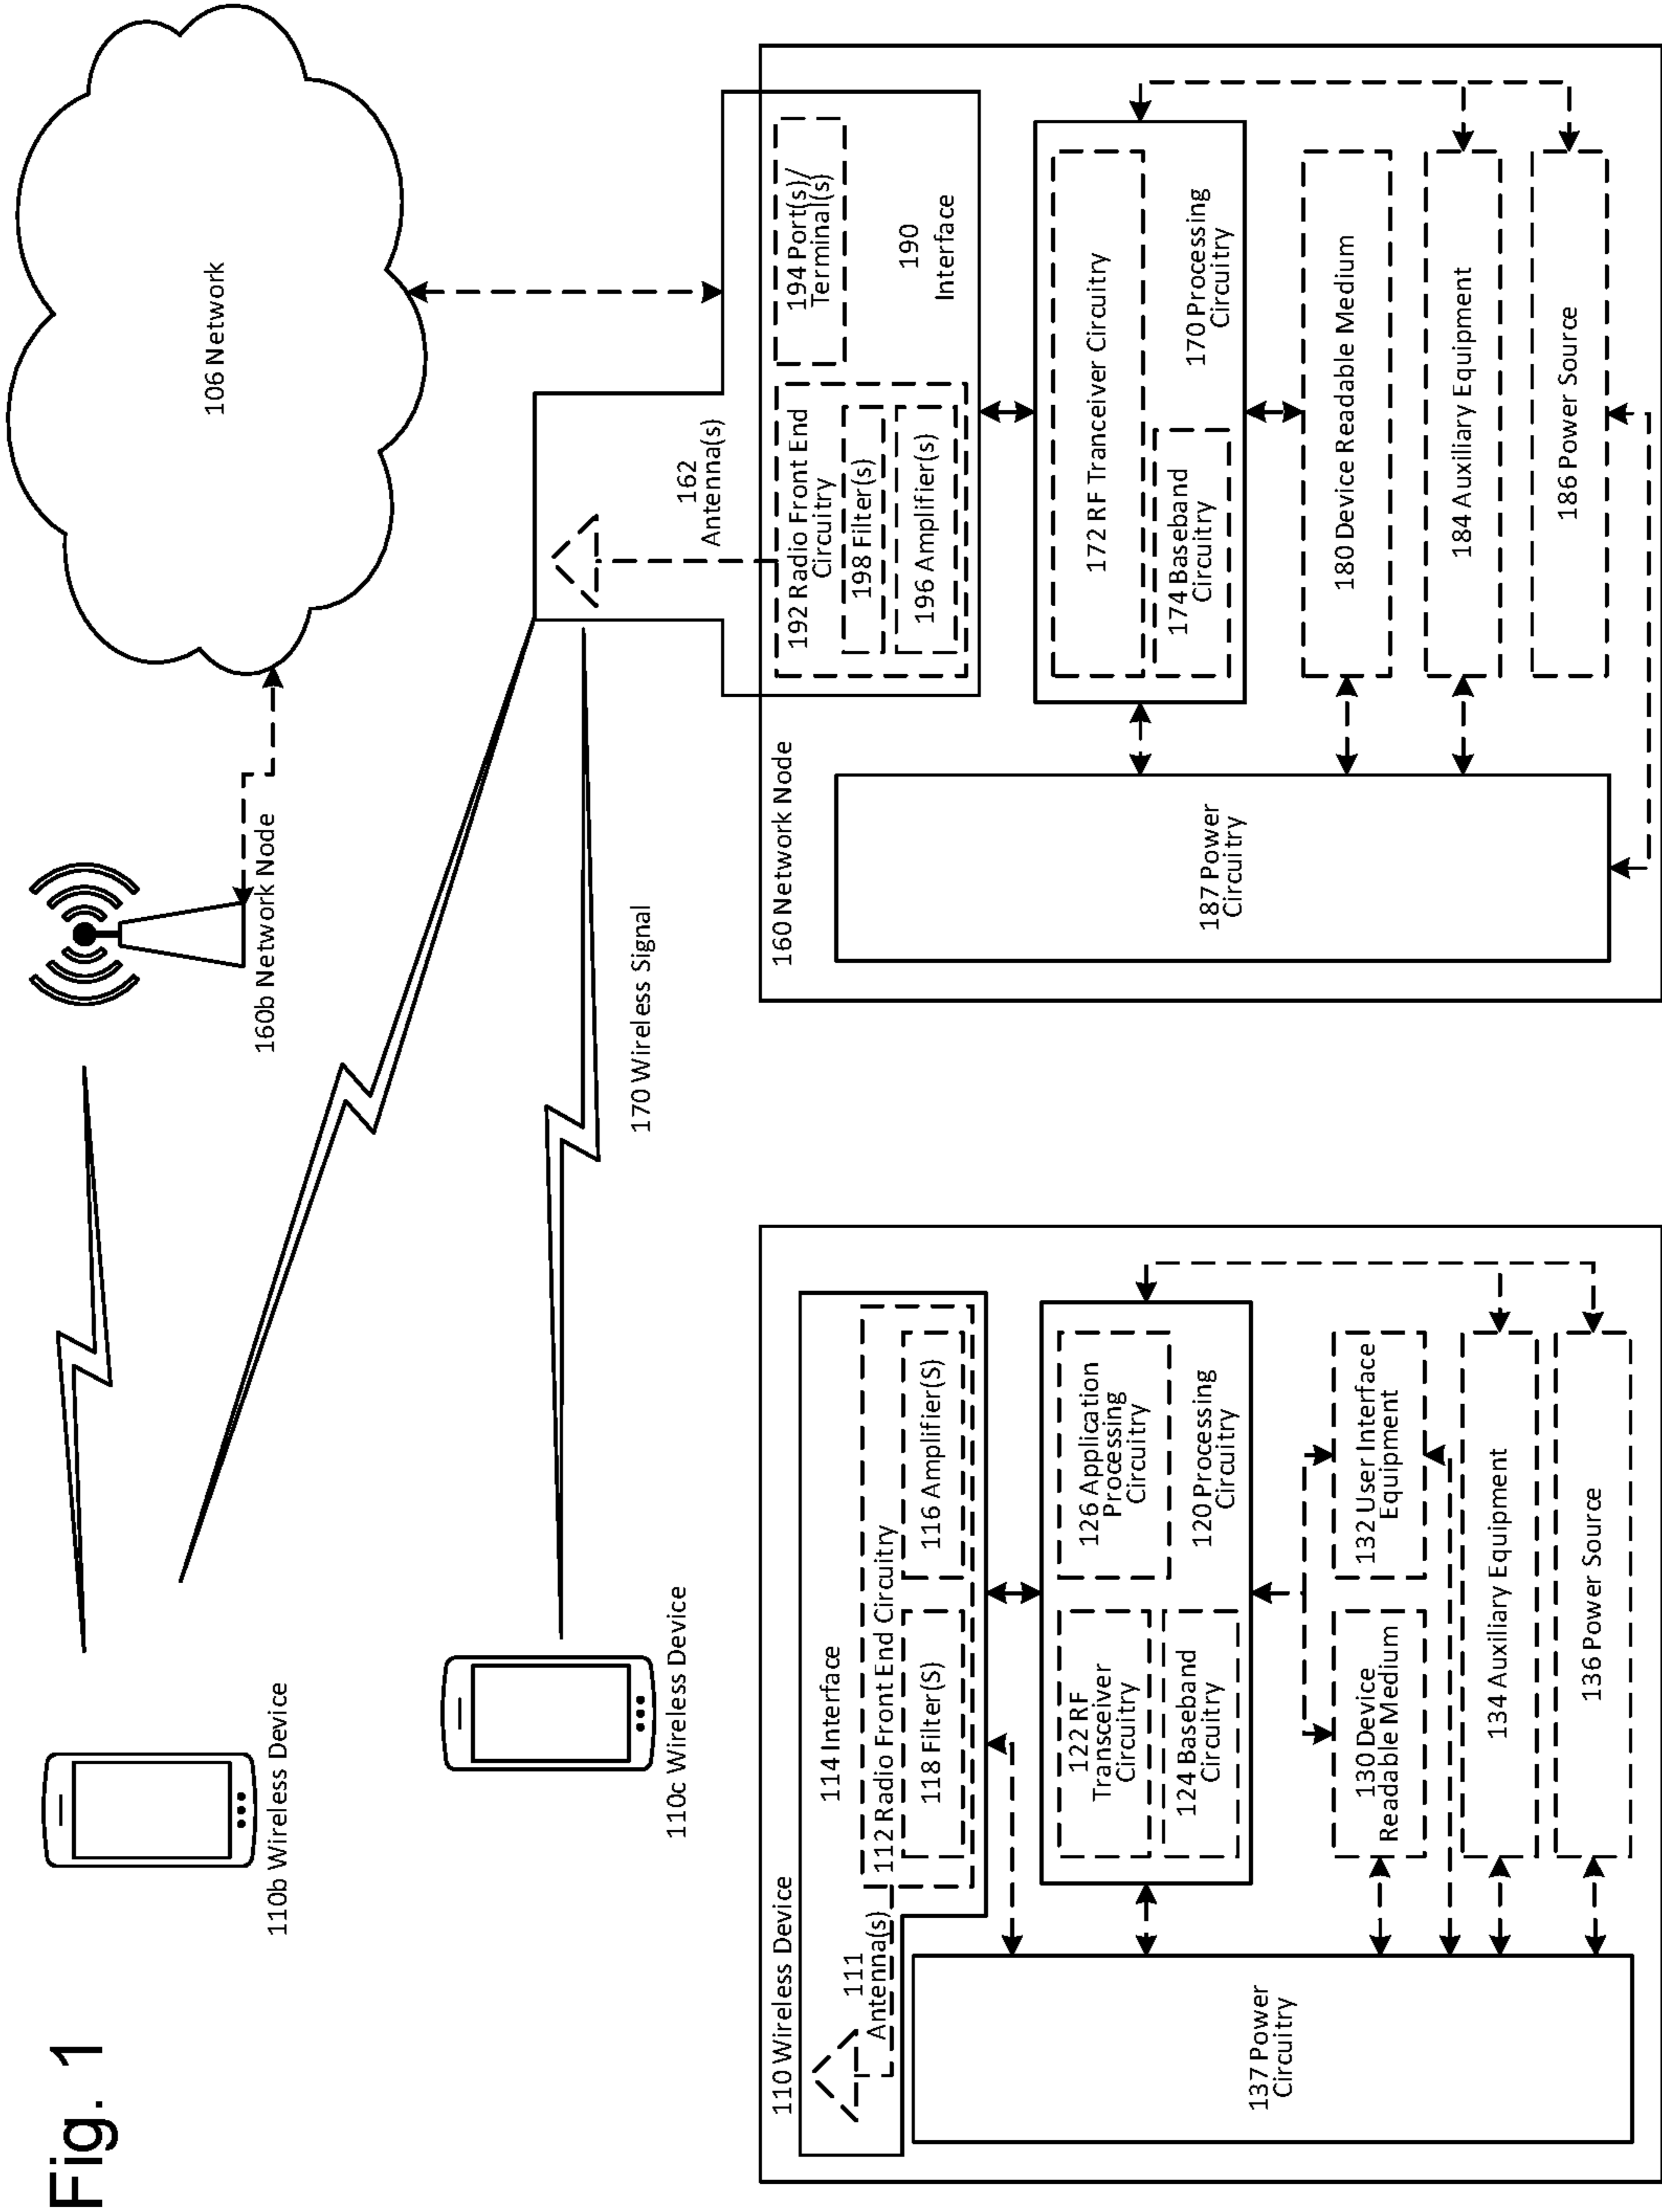 Fig. 1
110b Wireless Device
110c Wireless Device
160b Network Node
106 Network
170 Wireless Signal
162
Antenna(s)
110 Wireless Device
111
Antenna(s)
114 Interface
112 Radio Front End Circuitry
118 Filter(S)
116 Amplifier(S)
122 RF
Transceiver
Circuitry
124 Baseband
Circuitry
126 Application
Processing
Circuitry
120 Processing
Circuitry
130 Device
Readable Medium
132 User Interface
Equipment
134 Auxiliary Equipment
136 Power Source
137 Power
Circuitry
160 Network Node
192 Radio Front End
Circuitry
198 Filter(s)
196 Amplifier(s)
194 Port(s)/
Terminal(s)
190
Interface
172 RF Tranceiver Circuitry
174 Baseband
Circuitry
170 Processing
Circuitry
180 Device Readable Medium
184 Auxiliary Equipment
186 Power Source
187 Power
Circuitry